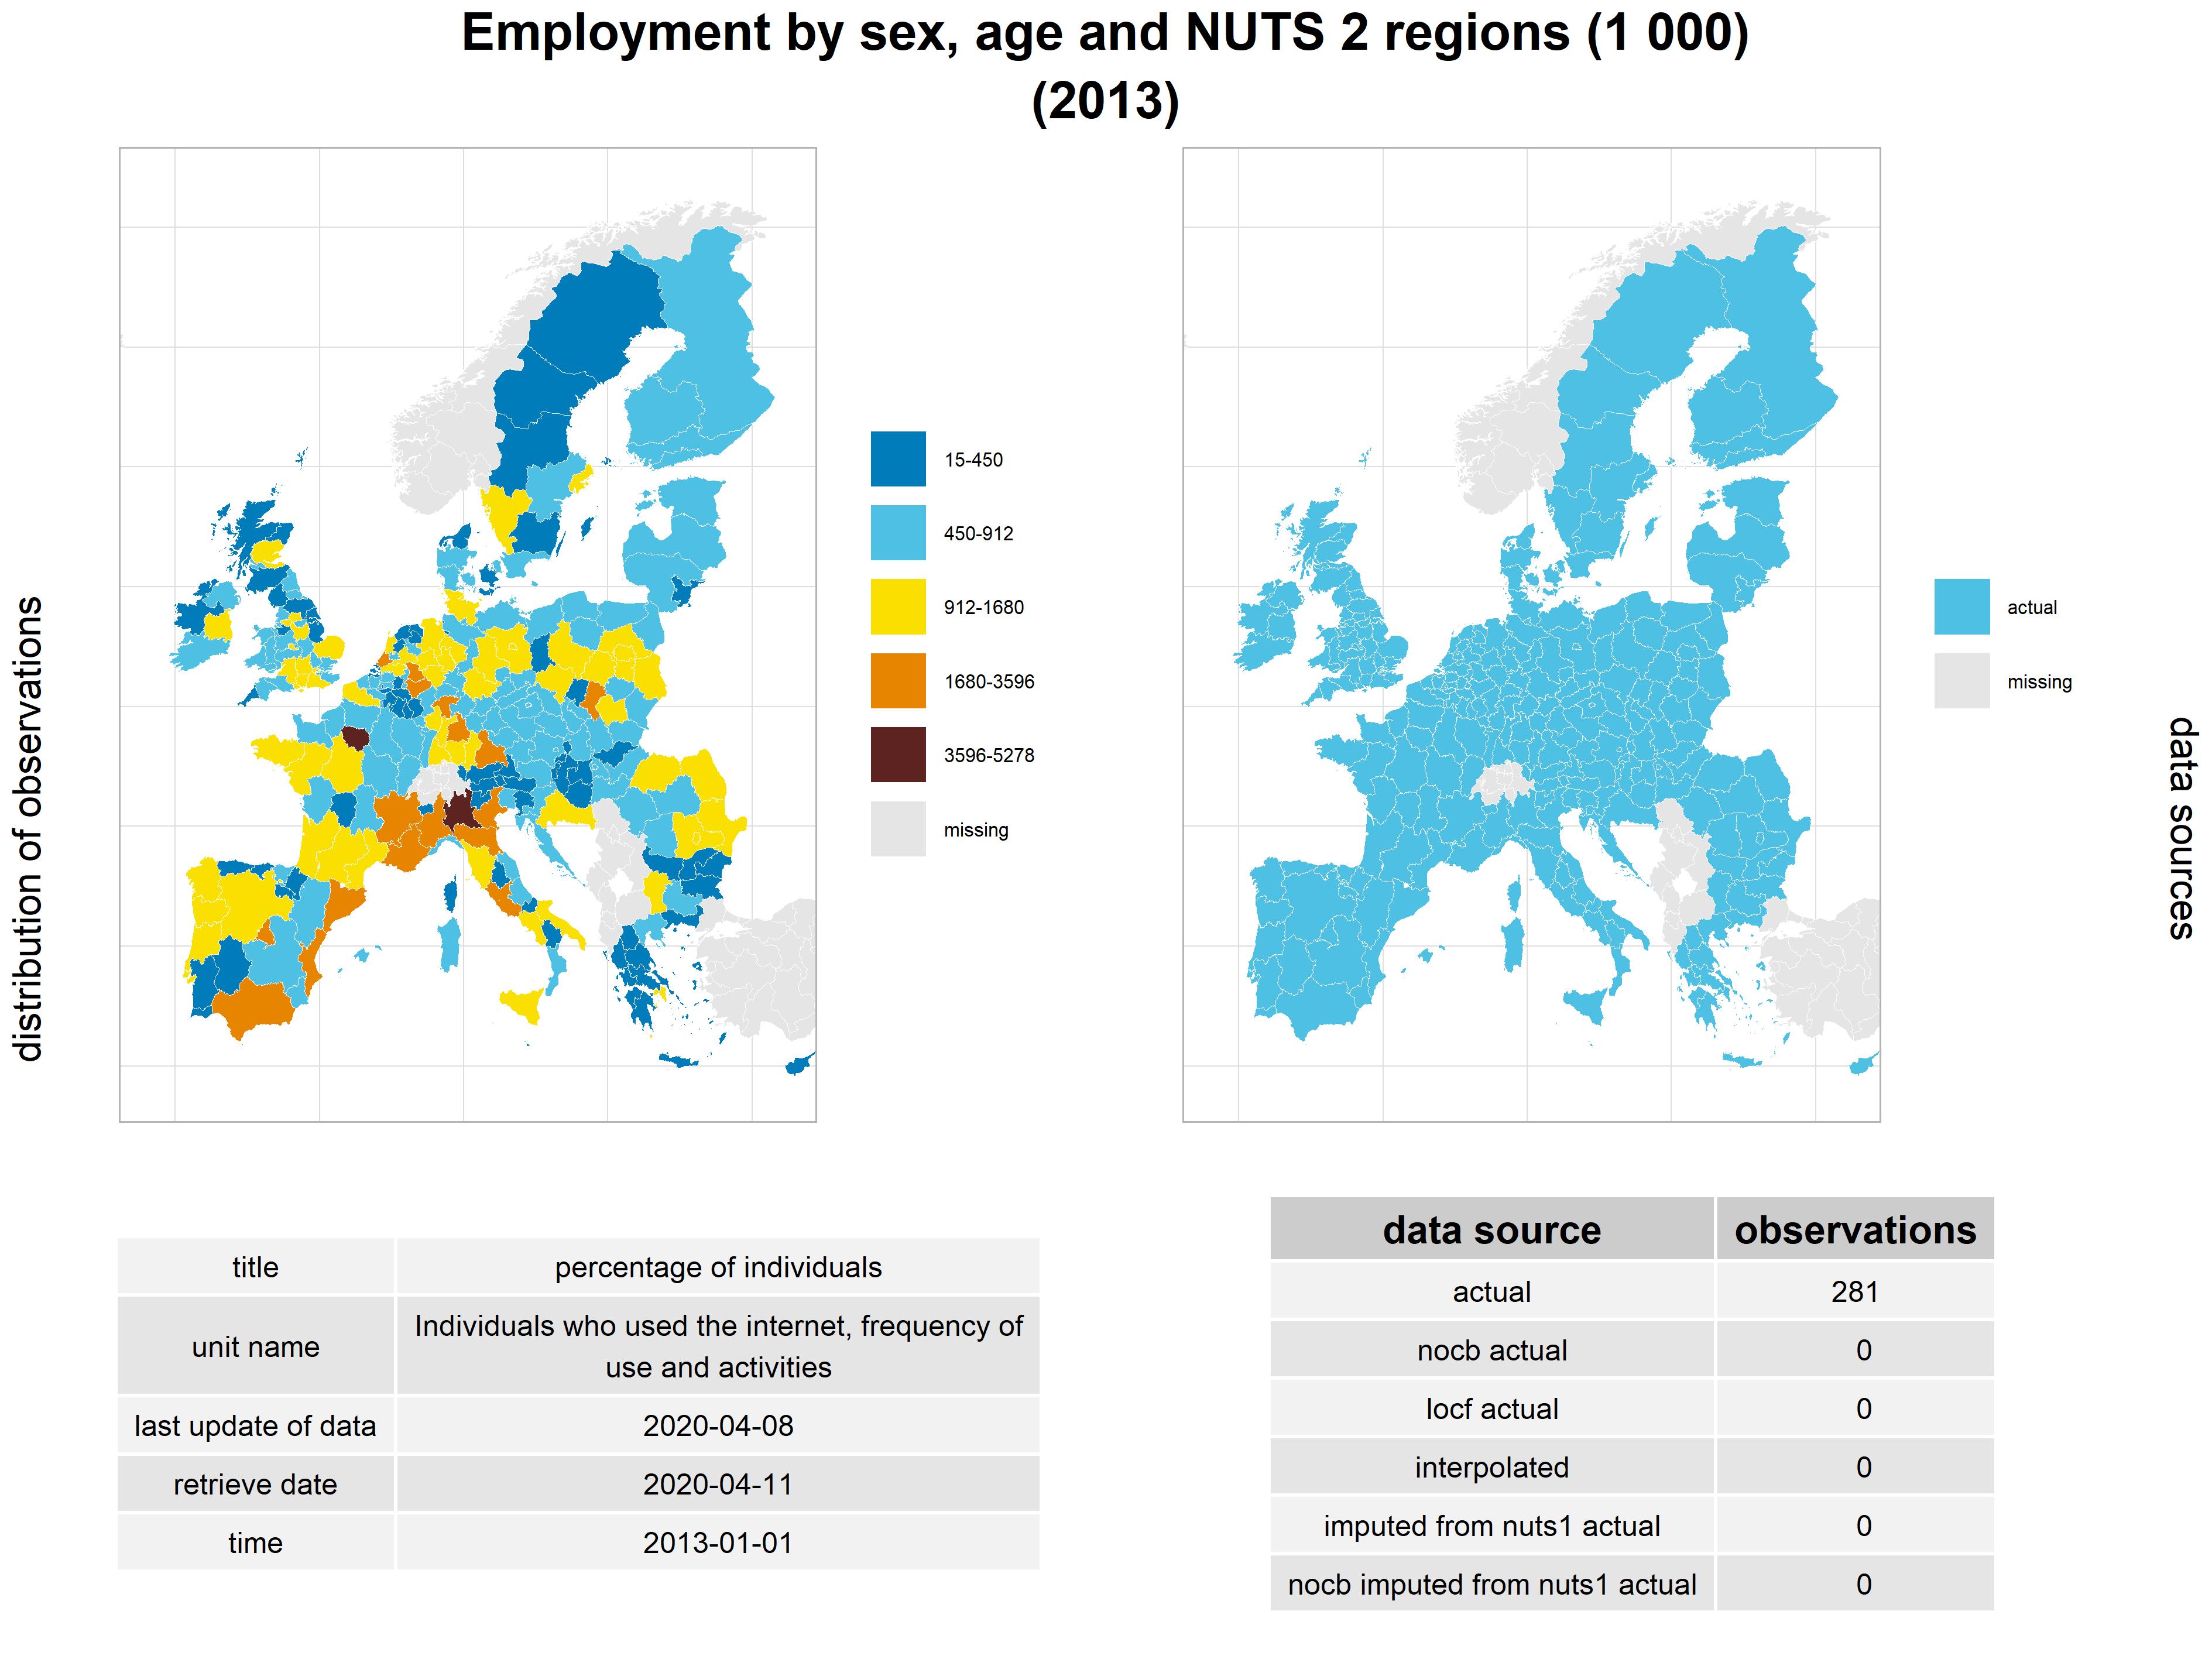 Employment by sex, age and NUTS 2 regions (1 000)
(2013)
distribution of observations
15-450
450-912
912-1680
1680-3596
3596-5278
missing
actual
missing
data sources
title percentage of individuals
unit name Individuals who used the internet, frequency of
use and activities
last update of data 2020-04-08
retrieve date 2020-04-11
time 2013-01-01
data source observations
actual 281
nocb actual 0
locf actual 0
interpolated 0
imputed from nuts1 actual 0
nocb imputed from nuts1 actual 0